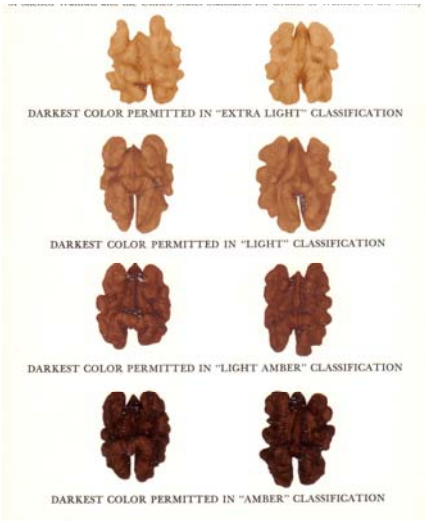 DARKEST COLOR PERMITTED IN "EXTRA LIGHT" CLASSIFICATION
DARKEST COLOR PERMITTED IN "LIGHT" CLASSIFICATION
DARKEST COLOR PERMITTED IN "LIGHT AMBER" CLASSIFICATION
DARKEST COLOR PERMITTED IN "AMBER" CLASSIFICATION